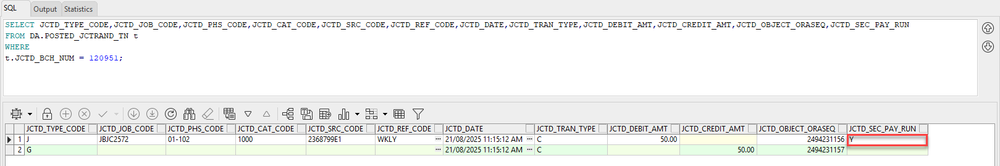 SQL Output Statistics
SELECT JCTD_TYPE_CODE,JCTD_JOB_CODE,JCTD_PHS_CODE,JCTD_CAT_CODE,JCTD_SRC_CODE,JCTD_REF_CODE,JCTD_DATE,JCTD_TRAN_TYPE,JCTD_DEBIT_AMT,JCTD_CREDIT_AMT,JCTD_OBJECT_ORASEQ,JCTD_SEC_PAY_RUN
FROM DA.POSTED_JCTRAND_TN t
WHERE
t.JCTD_BCH_NUM = 120951;
JCTD_TYPE_CODE JCTD_JOB_CODE JCTD_PHS_CODE JCTD_CAT_CODE JCTD_SRC_CODE JCTD_REF_CODE JCTD_DATE JCTD_TRAN_TYPE JCTD_DEBIT_AMT JCTD_CREDIT_AMT JCTD_OBJECT_ORASEQ JCTD_SEC_PAY_RUN
1 J JBJC2572 01-102 1000 2368799E1 WKLY ... 21/08/2025 11:15:12 AM ... C 50.00 2494231156 Y
2 G ... 21/08/2025 11:15:12 AM ... C 50.00 2494231157